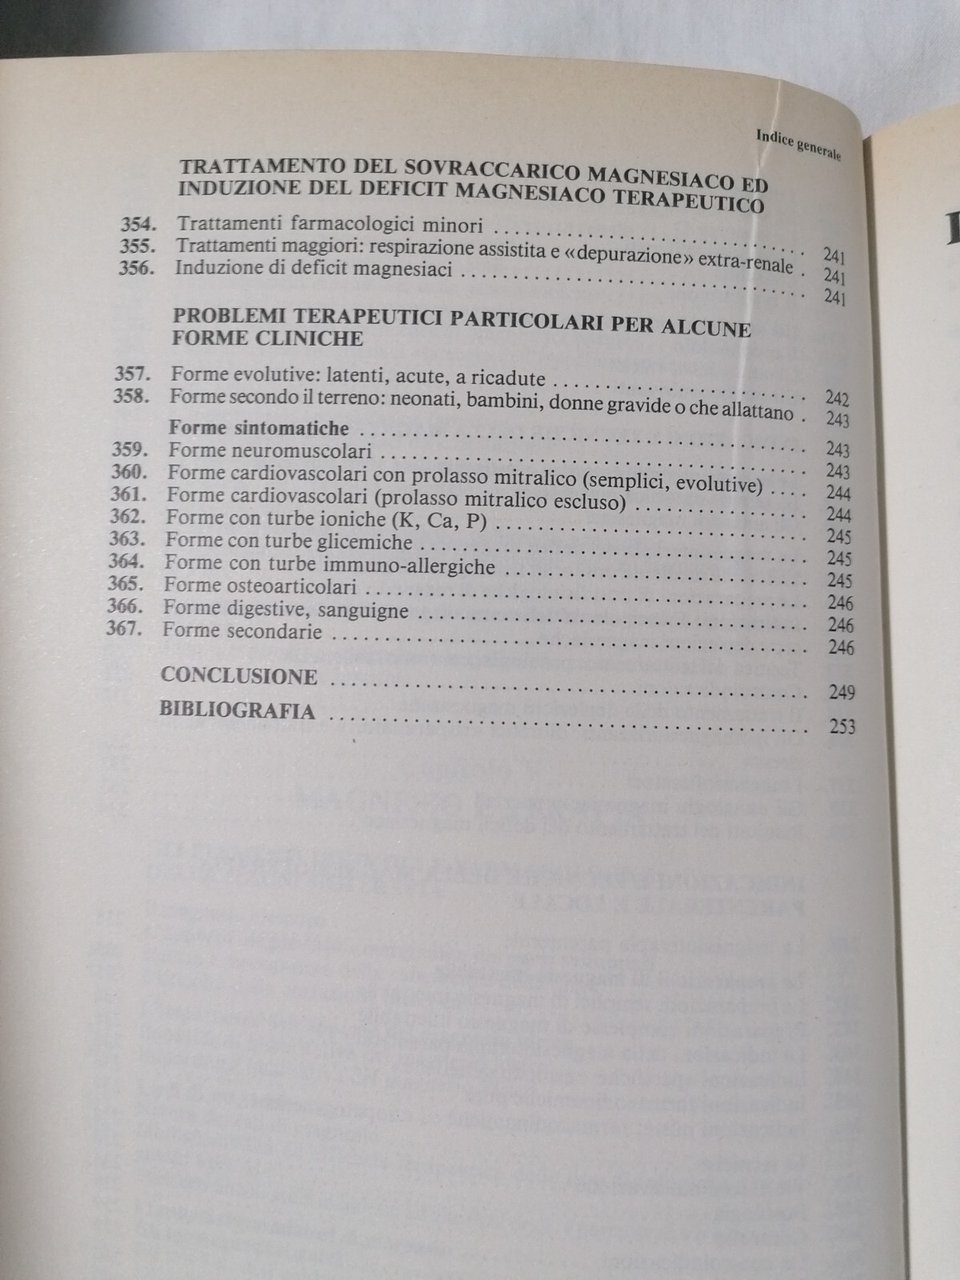 Indice generale
TRATTAMENTO DEL SOVRACCARICO MAGNESIACO ED
INDUZIONE DEL DEFICIT MAGNESIACO TERAPEUTICO
354. Trattamenti farmacologici minori ........................ 241
355. Trattamenti maggiori: respirazione assistita e «depurazione» extra-renale . 241
356. Induzione di deficit magnesiaci ........................ 241
PROBLEMI TERAPEUTICI PARTICOLARI PER ALCUNE
FORME CLINICHE
357. Forme evolutive: latenti, acute, a ricadute ........................ 242
358. Forme secondo il terreno: neonati, bambini, donne gravide o che allattano . 243
Forme sintomatiche ........................ 243
359. Forme neuromuscolari ........................ 243
360. Forme cardiovascolari con prolasso mitralico (semplici, evolutive) .... 244
361. Forme cardiovascolari (prolasso mitralico escluso) ................ 244
362. Forme con turbe ioniche (K, Ca, P) ........................ 245
363. Forme con turbe glicemiche ........................ 245
364. Forme con turbe immuno-allergiche ........................ 245
365. Forme osteoarticolari ........................ 246
366. Forme digestive, sanguigne ........................ 246
367. Forme secondarie ........................ 246
CONCLUSIONE ........................ 249
BIBLIOGRAFIA ........................ 253